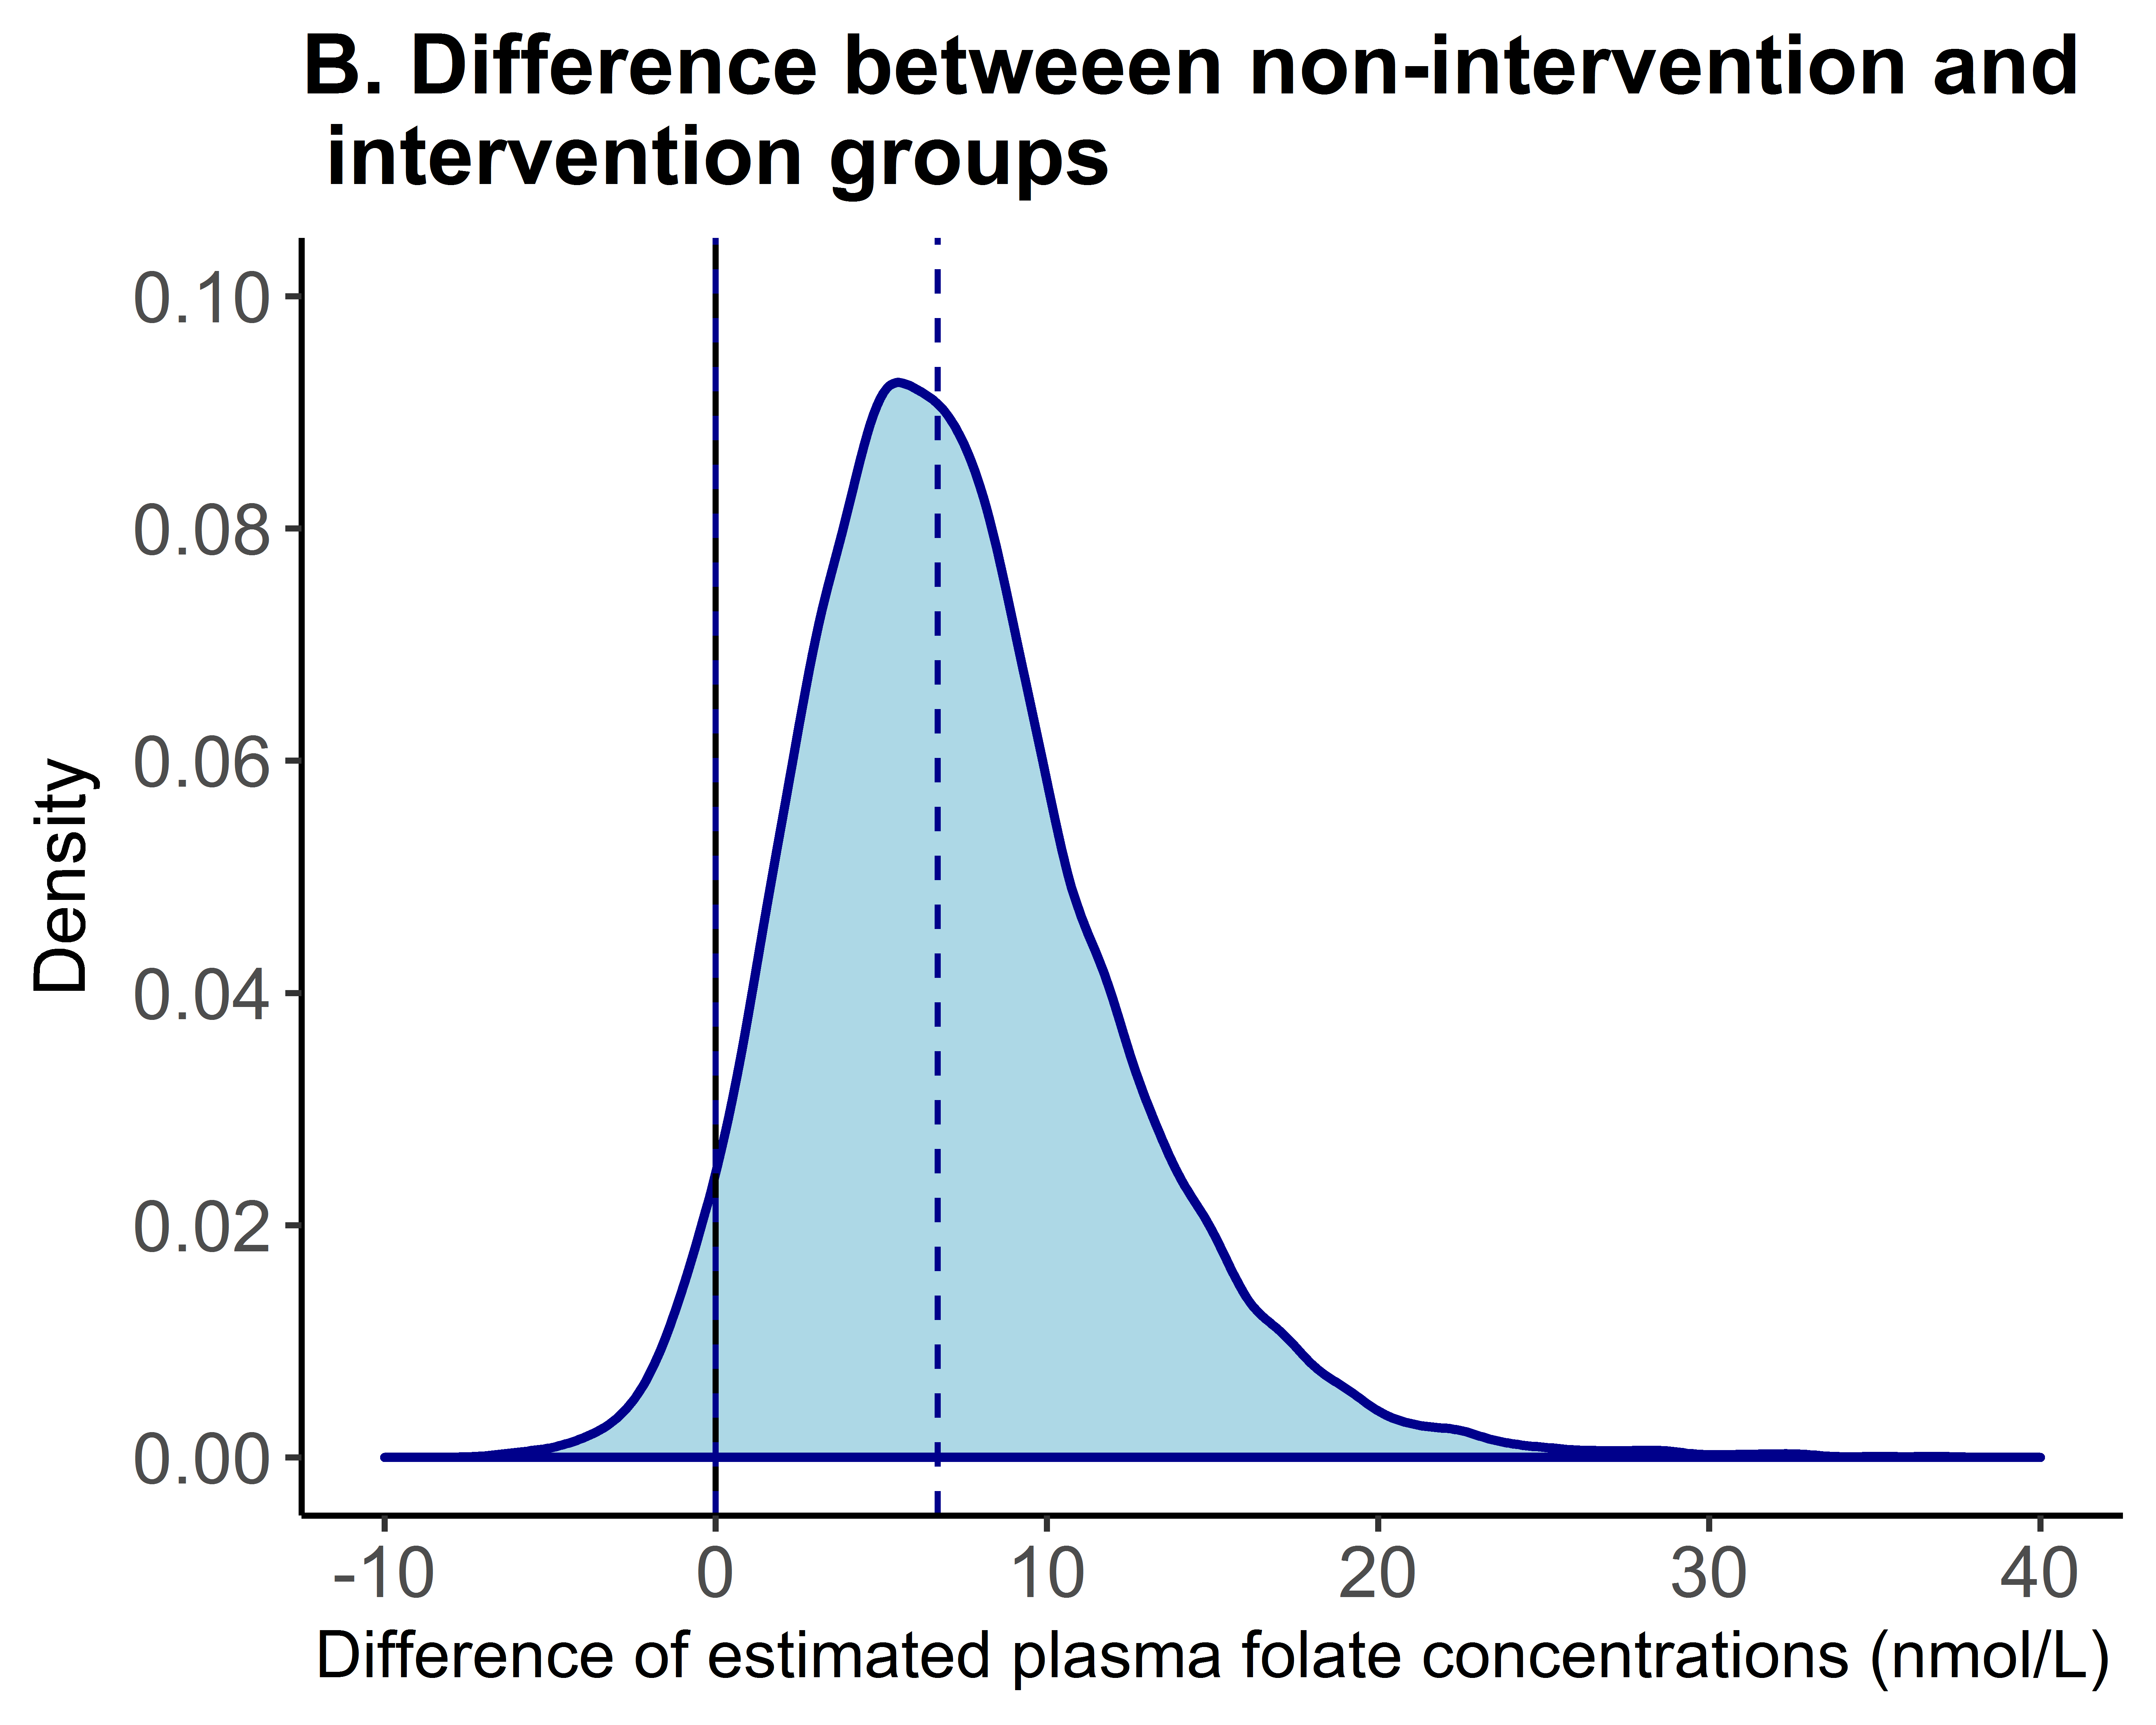 B. Difference betweeen non-intervention and
intervention groups
0.10
0.08
0.06
0.04
0.02
0.00
Density
-10 0 10 20 30 40
Difference of estimated plasma folate concentrations (nmol/L)